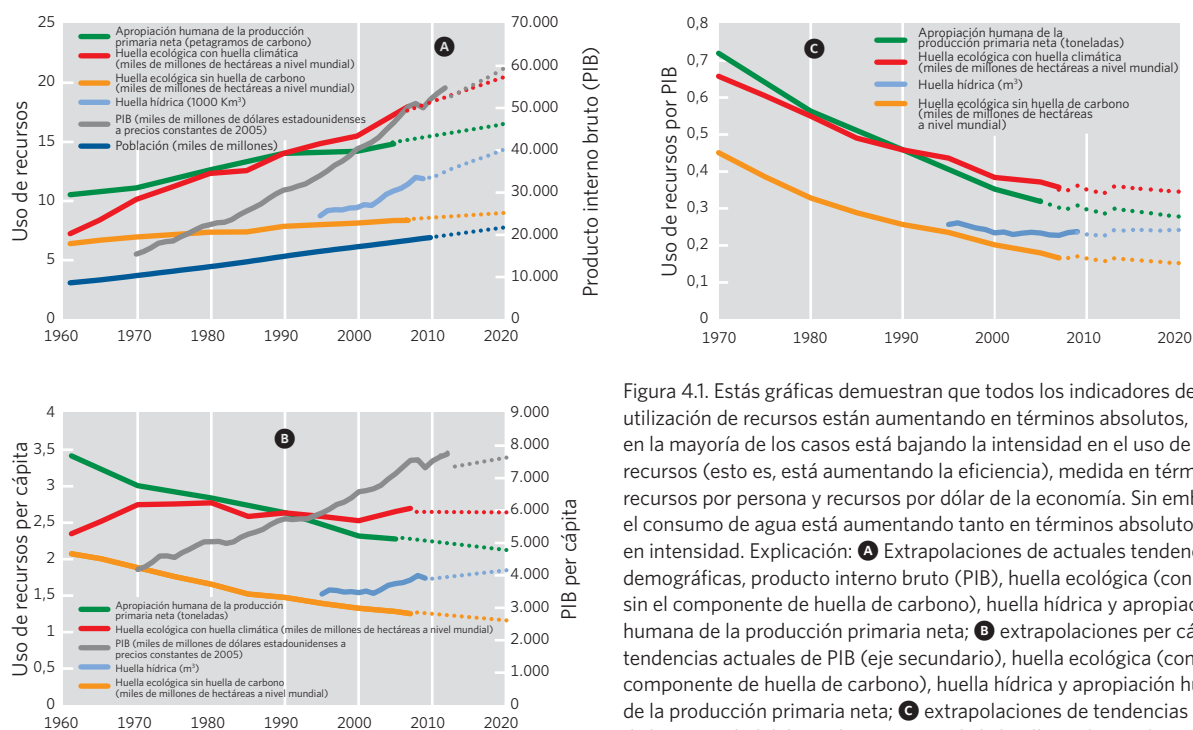 25
20
15
10
5
0
Uso de recursos
Apropiación humana de la producción
primaria neta (petagramos de carbono)
Huella ecológica con huella climática
(miles de millones de hectáreas a nivel mundial)
Huella ecológica sin huella de carbono
(miles de millones de hectáreas a nivel mundial)
Huella hídrica (1000 Km³)
PIB (miles de millones de dólares estadounidenses
a precios constantes de 2005)
Población (miles de millones)
A
70.000
60.000
50.000
40.000
30.000
20.000
10.000
0
Producto interno bruto (PIB)
1960 1970 1980 1990 2000 2010 2020
0,8
0,7
0,6
0,5
0,4
0,3
0,2
0,1
0
Uso de recursos por PIB
C
Apropiación humana de la
producción primaria neta (toneladas)
Huella ecológica con huella climática
(miles de millones de hectáreas a nivel mundial)
Huella hídrica (m³)
Huella ecológica sin huella de carbono
(miles de millones de hectáreas
a nivel mundial)
1970 1980 1990 2000 2010 2020
4
3,5
3
2,5
2
1,5
1
0,5
0
Uso de recursos per cápita
B
Apropiación humana de la producción
primaria neta (toneladas)
Huella ecológica con huella climática (miles de millones de hectáreas a nivel mundial)
PIB (miles de millones de dólares estadounidenses a
precios constantes de 2005)
Huella hídrica (m³)
Huella ecológica sin huella de carbono
(miles de millones de hectáreas a nivel mundial)
9.000
8.000
7.000
6.000
5.000
4.000
3.000
2.000
1.000
0
PIB per cápita
1960 1970 1980 1990 2000 2010 2020
Figura 4.1. Estás gráficas demuestran que todos los indicadores de
utilización de recursos están aumentando en términos absolutos,
en la mayoría de los casos está bajando la intensidad en el uso de
recursos (esto es, está aumentando la eficiencia), medida en térm
recursos por persona y recursos por dólar de la economía. Sin emb
el consumo de agua está aumentando tanto en términos absoluto
en intensidad. Explicación: A Extrapolaciones de actuales tendenc
demográficas, producto interno bruto (PIB), huella ecológica (con
sin el componente de huella de carbono), huella hídrica y apropiac
humana de la producción primaria neta; B extrapolaciones per cá
tendencias actuales de PIB (eje secundario), huella ecológica (con
componente de huella de carbono), huella hídrica y apropiación hu
de la producción primaria neta; C extrapolaciones de tendencias